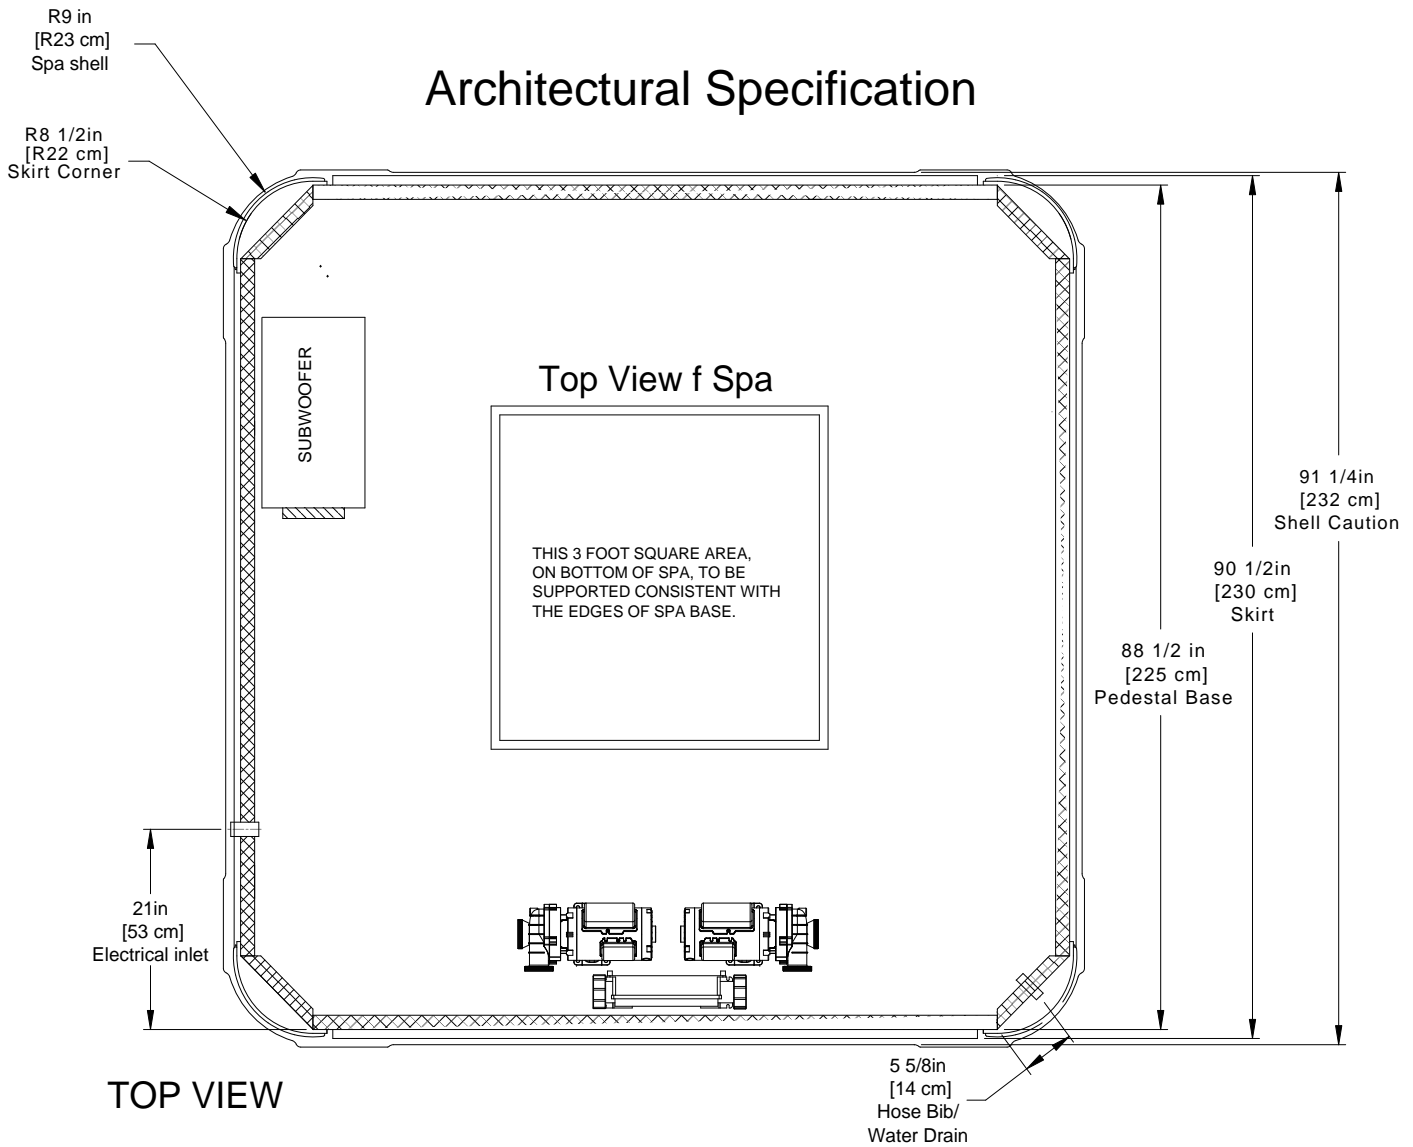 R9 in
[R23 cm]
Spa shell
Architectural Specification
R8 1/2in
[R22 cm]
Skirt Corner
SUBWOOFER
Top View f Spa
THIS 3 FOOT SQUARE AREA,
ON BOTTOM OF SPA, TO BE
SUPPORTED CONSISTENT WITH
THE EDGES OF SPA BASE.
91 1/4in
[232 cm]
Shell Caution
90 1/2in
[230 cm]
Skirt
88 1/2 in
[225 cm]
Pedestal Base
21in
[53 cm]
Electrical inlet
5 5/8in
[14 cm]
Hose Bib/
Water Drain
TOP VIEW